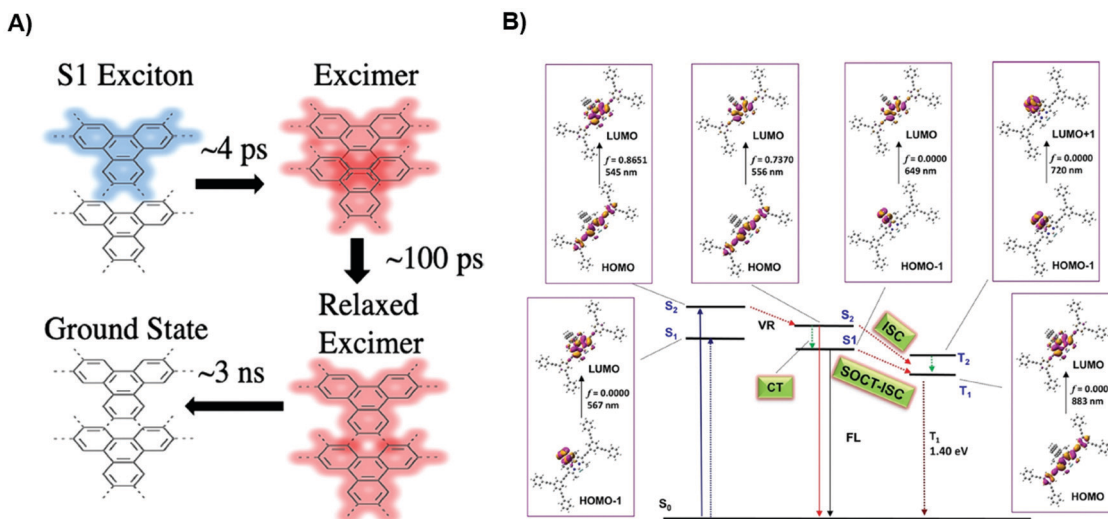 A)
S1 Exciton
Excimer
~4 ps
~100 ps
Ground State
Relaxed
Excimer
~3 ns
B)
LUMO
f = 0.8651
545 nm
HOMO
LUMO
f = 0.7370
556 nm
HOMO
LUMO
f = 0.0000
649 nm
HOMO-1
LUMO+1
f = 0.0000
720 nm
HOMO-1
LUMO
f = 0.0000
567 nm
HOMO-1
S₂
S₁
VR
S₂
S1
ISC
CT
SOCT-ISC
T₂
T₁
FL
T₁
1.40 eV
S₀
LUMO
f = 0.000
883 nm
HOMO